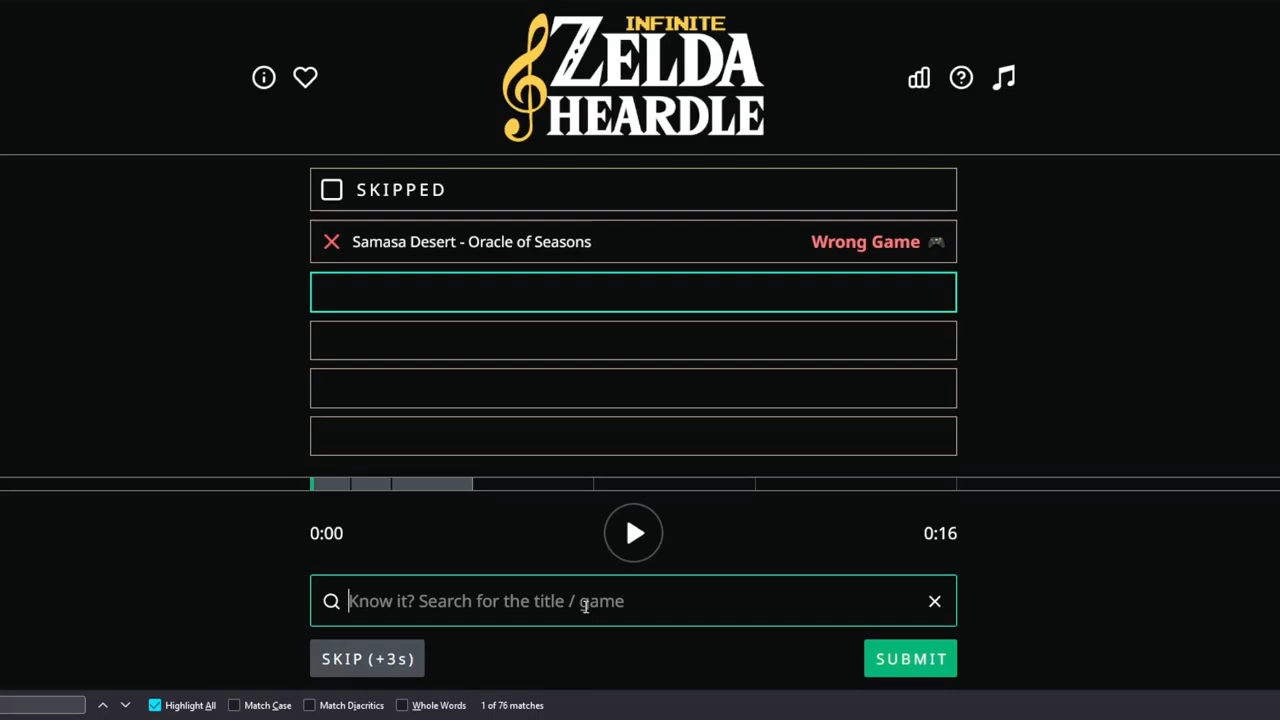 INFINITE
ZELDA
HEARDLE
SKIPPED
Samasa Desert - Oracle of Seasons Wrong Game
0:00 0:16
Know it? Search for the title / game
SKIP (+3s) SUBMIT
Highlight All Match Case Match Diacritics Whole Words 1 of 76 matches